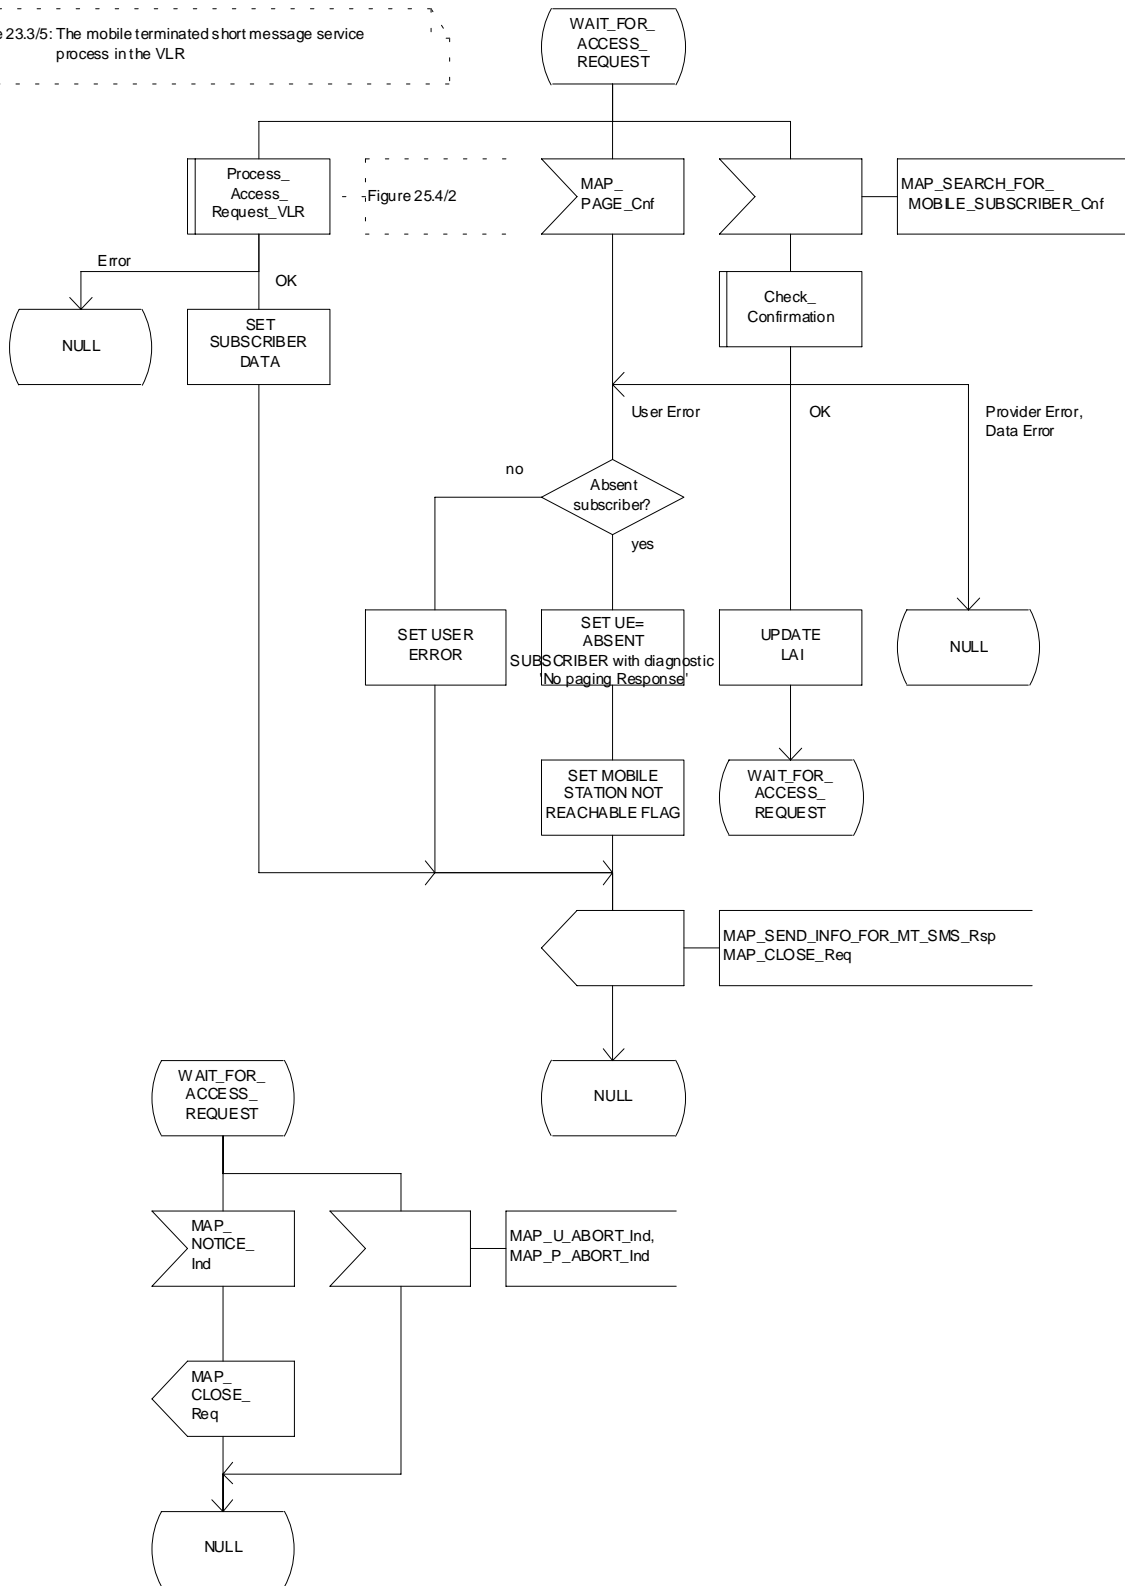 e 23.3/5: The mobile terminated short message service
process in the VLR
WAIT_FOR_
ACCESS_
REQUEST
Process_
Access_
Request_VLR
Figure 25.4/2
MAP_
PAGE_Cnf
MAP_SEARCH_FOR_
MOBILE_SUBSCRIBER_Cnf
Error
OK
NULL
SET
SUBSCRIBER
DATA
Check_
Confirmation
User Error
OK
Provider Error,
Data Error
no
Absent
subscriber?
yes
SET USER
ERROR
SET UE=
ABSENT
SUBSCRIBER with diagnostic
'No paging Response'
UPDATE
LAI
NULL
SET MOBILE
STATION NOT
REACHABLE FLAG
WAIT_FOR_
ACCESS_
REQUEST
MAP_SEND_INFO_FOR_MT_SMS_Rsp
MAP_CLOSE_Req
NULL
WAIT_FOR_
ACCESS_
REQUEST
MAP_
NOTICE_
Ind
MAP_U_ABORT_Ind,
MAP_P_ABORT_Ind
MAP_
CLOSE_
Req
NULL